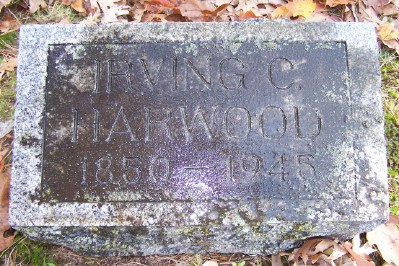 IRVING C.
HARWOOD
1850 – 1945